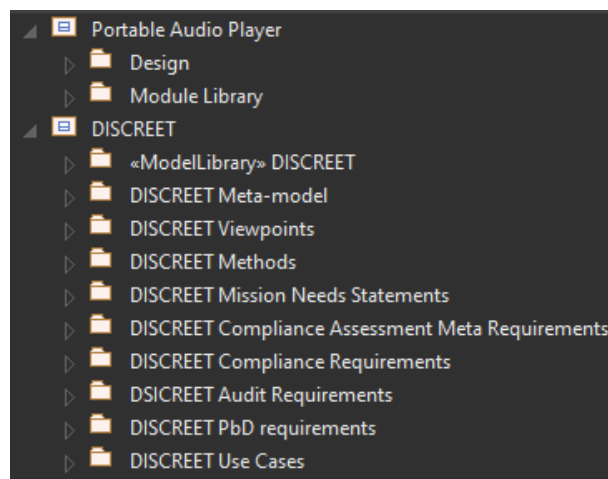 Portable Audio Player
Design
Module Library
DISCREET
«ModelLibrary» DISCREET
DISCREET Meta-model
DISCREET Viewpoints
DISCREET Methods
DISCREET Mission Needs Statements
DISCREET Compliance Assessment Meta Requirements
DISCREET Compliance Requirements
DSICREET Audit Requirements
DISCREET PbD requirements
DISCREET Use Cases